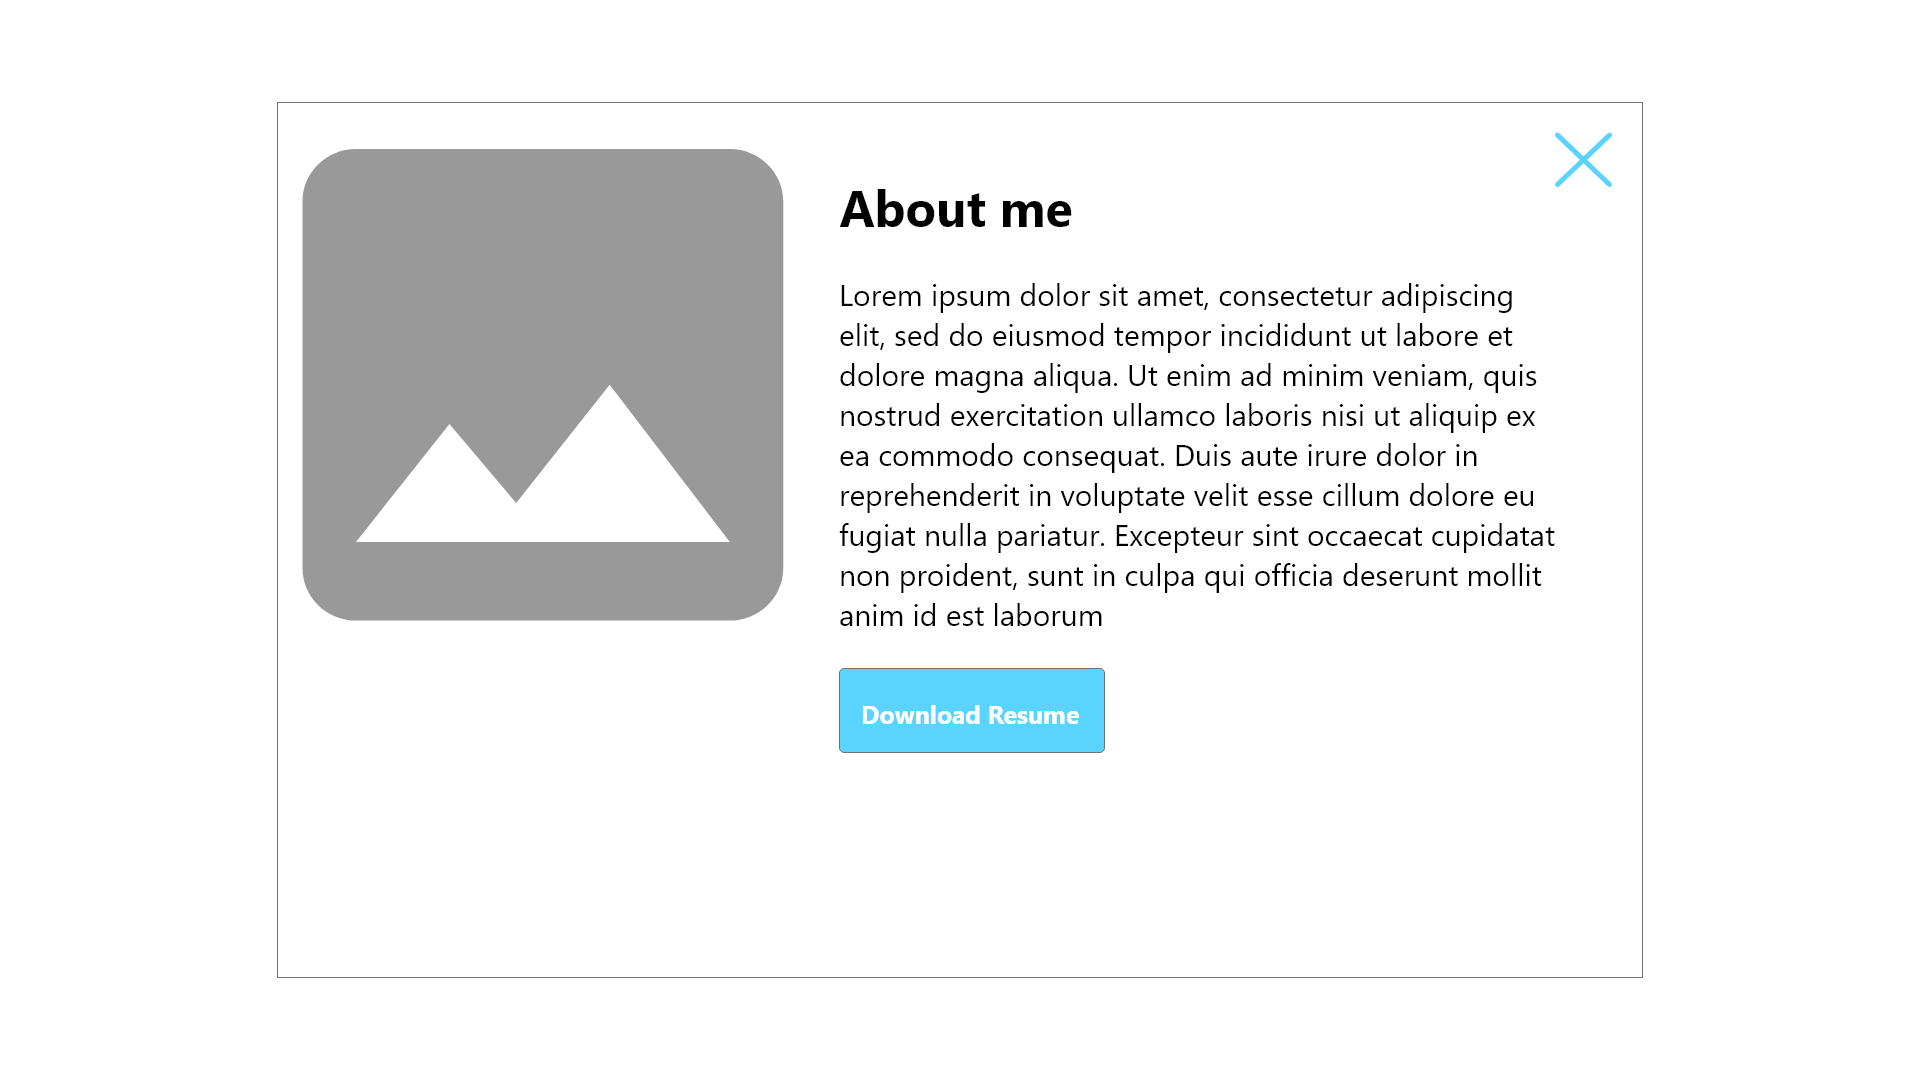 About me
Lorem ipsum dolor sit amet, consectetur adipiscing
elit, sed do eiusmod tempor incididunt ut labore et
dolore magna aliqua. Ut enim ad minim veniam, quis
nostrud exercitation ullamco laboris nisi ut aliquip ex
ea commodo consequat. Duis aute irure dolor in
reprehenderit in voluptate velit esse cillum dolore eu
fugiat nulla pariatur. Excepteur sint occaecat cupidatat
non proident, sunt in culpa qui officia deserunt mollit
anim id est laborum
Download Resume